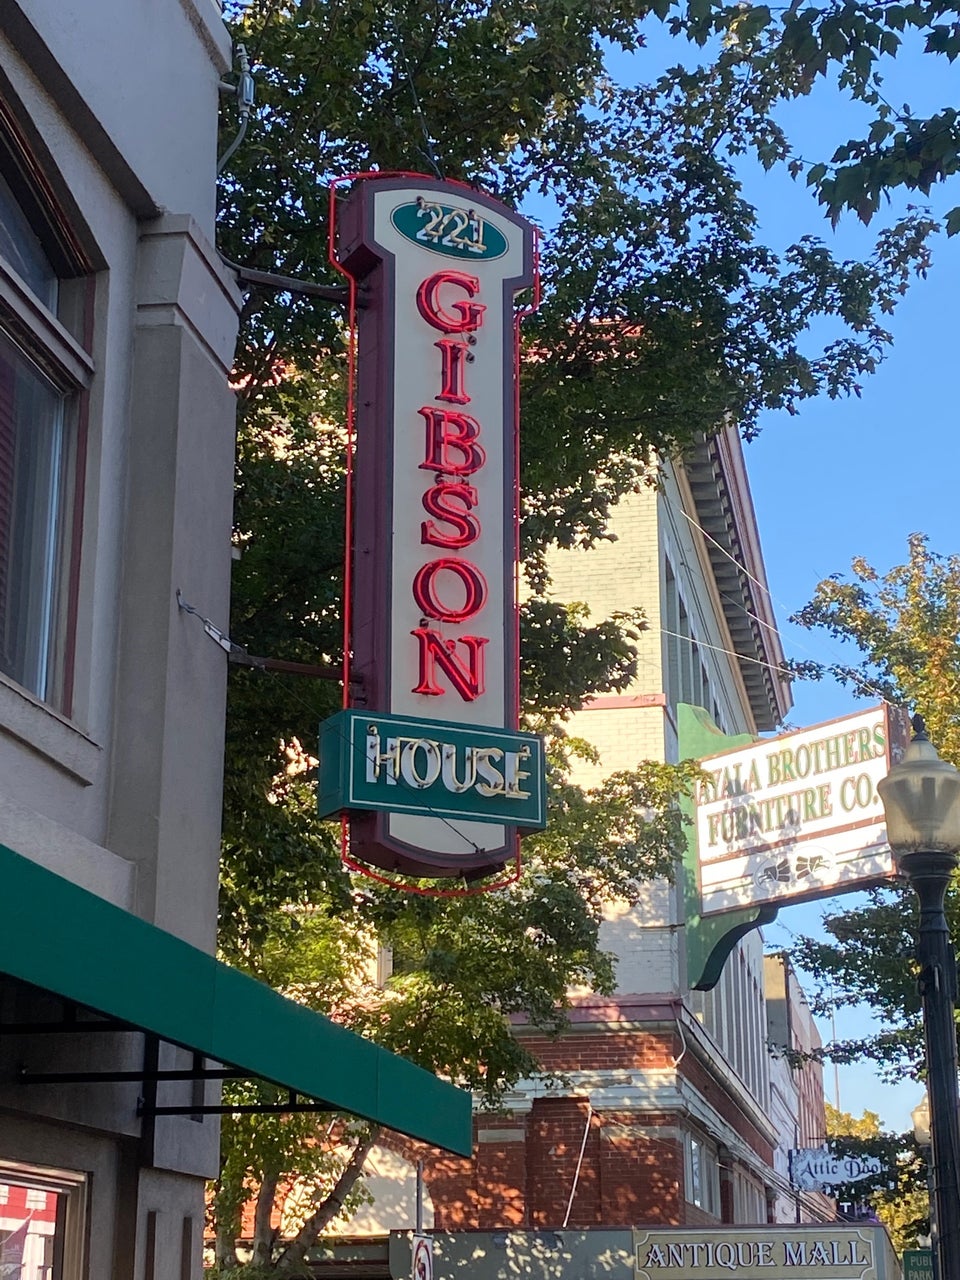 221
GIBSON
HOUSE
AYALA BROTHERS
FURNITURE CO.
Attic Door
ANTIQUE MALL